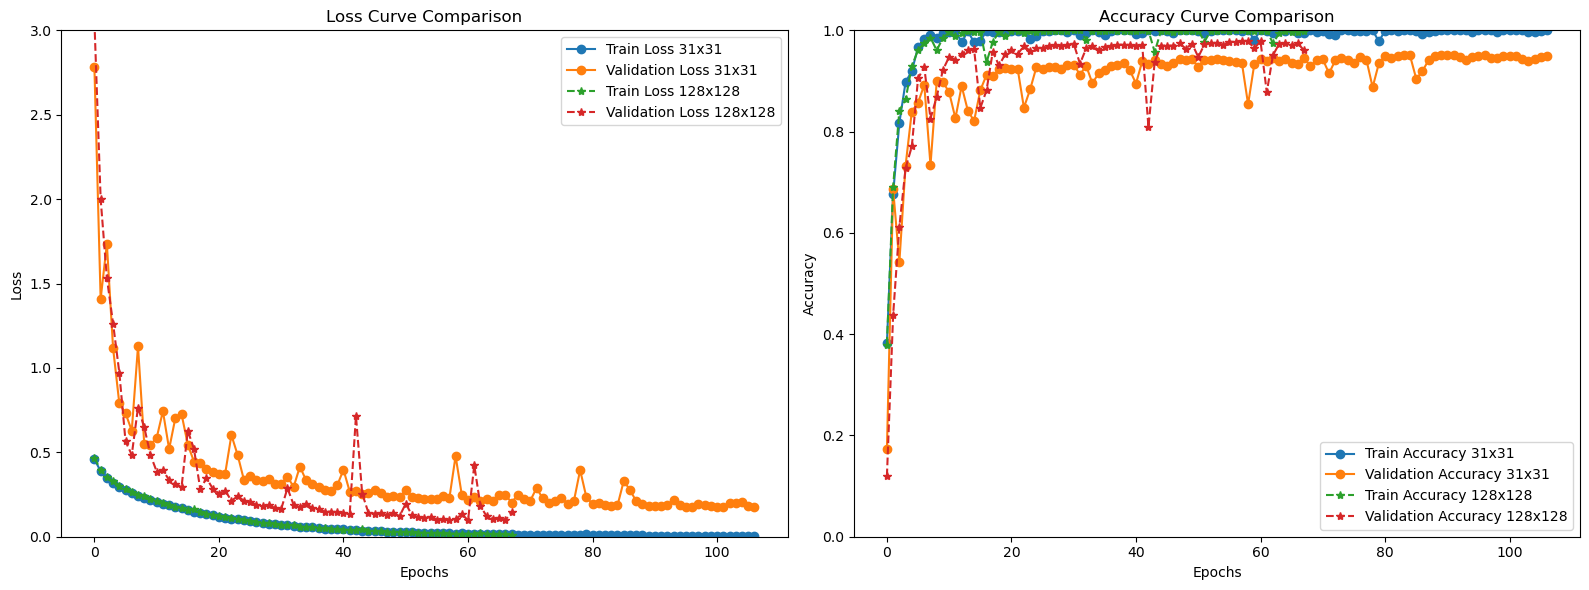 Loss Curve Comparison
3.0
2.5
2.0
1.5
1.0
0.5
0.0
Loss
0
20
40
60
80
100
Epochs
Train Loss 31x31
Validation Loss 31x31
Train Loss 128x128
Validation Loss 128x128
Accuracy Curve Comparison
1.0
0.8
0.6
0.4
0.2
0.0
Accuracy
0
20
40
60
80
100
Epochs
Train Accuracy 31x31
Validation Accuracy 31x31
Train Accuracy 128x128
Validation Accuracy 128x128